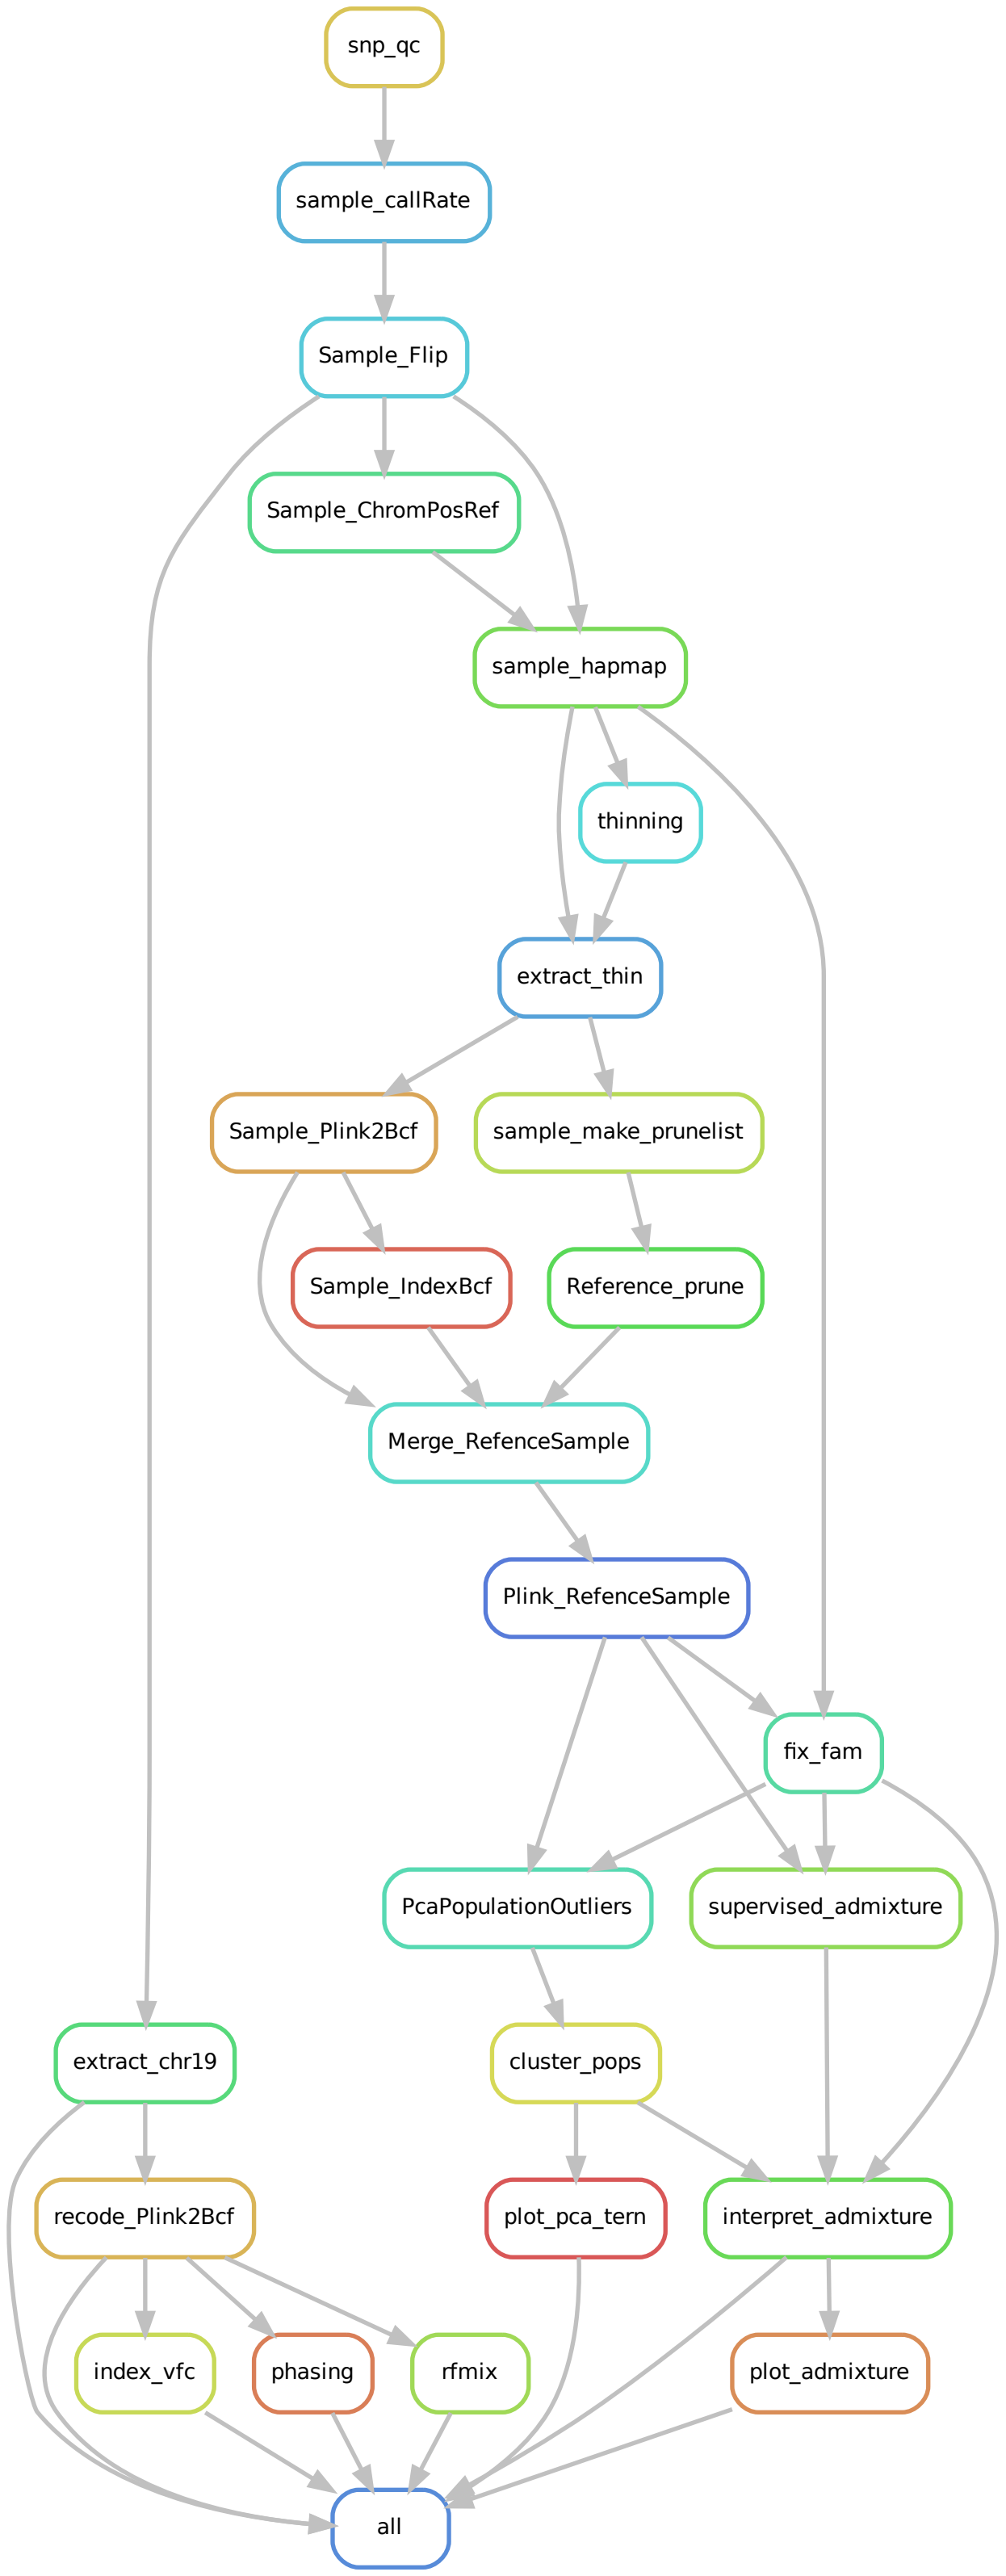 snp_qc
sample_callRate
Sample_Flip
Sample_ChromPosRef
sample_hapmap
thinning
extract_thin
Sample_Plink2Bcf
sample_make_prunelist
Sample_IndexBcf
Reference_prune
Merge_RefenceSample
Plink_RefenceSample
fix_fam
PcaPopulationOutliers
supervised_admixture
extract_chr19
cluster_pops
recode_Plink2Bcf
plot_pca_tern
interpret_admixture
index_vfc
phasing
rfmix
plot_admixture
all